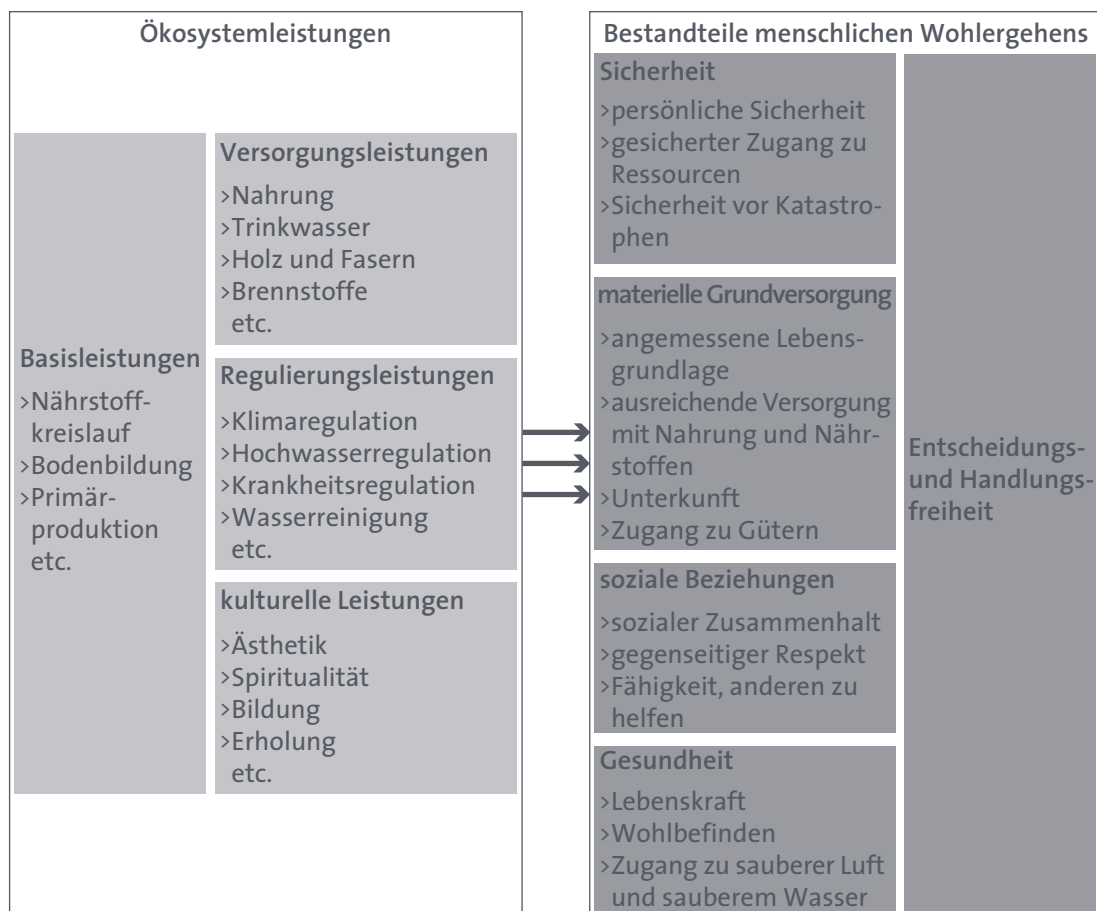 Ökosystemleistungen
Basisleistungen
>Nährstoff-
kreislauf
>Bodenbildung
>Primär-
produktion
etc.
Versorgungsleistungen
>Nahrung
>Trinkwasser
>Holz und Fasern
>Brennstoffe
etc.
Regulierungsleistungen
>Klimaregulation
>Hochwasserregulation
>Krankheitsregulation
>Wasserreinigung
etc.
kulturelle Leistungen
>Ästhetik
>Spiritualität
>Bildung
>Erholung
etc.
Bestandteile menschlichen Wohlergehens
Sicherheit
>persönliche Sicherheit
>gesicherter Zugang zu
Ressourcen
>Sicherheit vor Katastro-
phen
materielle Grundversorgung
>angemessene Lebens-
grundlage
>ausreichende Versorgung
mit Nahrung und Nähr-
stoffen
>Unterkunft
>Zugang zu Gütern
soziale Beziehungen
>sozialer Zusammenhalt
>gegenseitiger Respekt
>Fähigkeit, anderen zu
helfen
Gesundheit
>Lebenskraft
>Wohlbefinden
>Zugang zu sauberer Luft
und sauberem Wasser
Entscheidungs-
und Handlungs-
freiheit